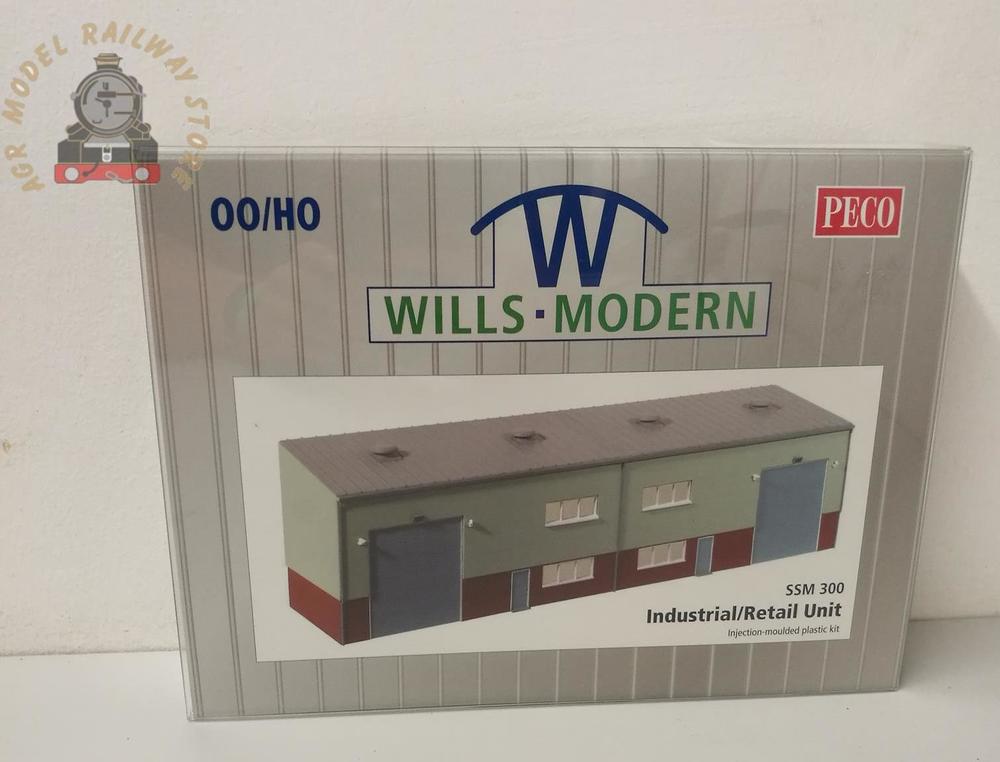 AGR MODEL RAILWAY STORE
OO/HO
W
PECO
WILLS · MODERN
SSM 300
Industrial/Retail Unit
Injection-moulded plastic kit